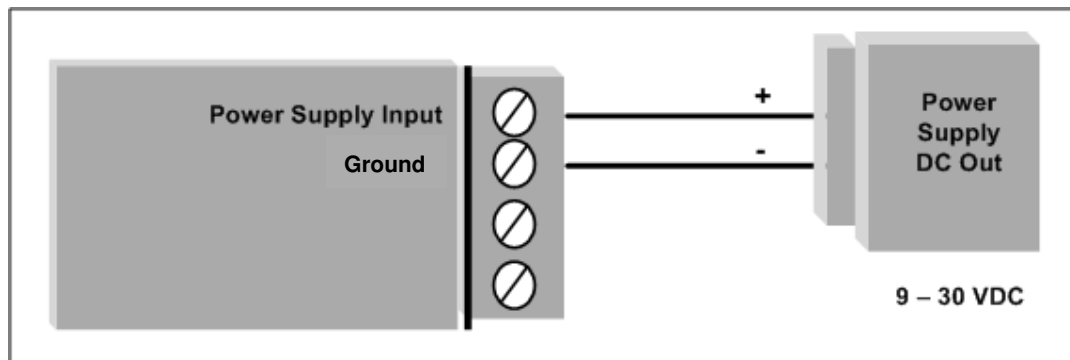 Power Supply Input
Ground
+
-
Power
Supply
DC Out
9 – 30 VDC